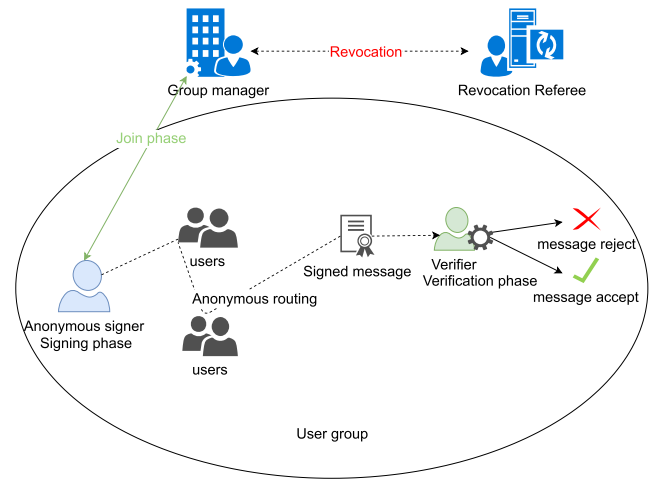 Revocation
Group manager
Revocation Referee
Join phase
users
Signed message
Verifier
Verification phase
message reject
message accept
Anonymous routing
Anonymous signer
Signing phase
users
User group